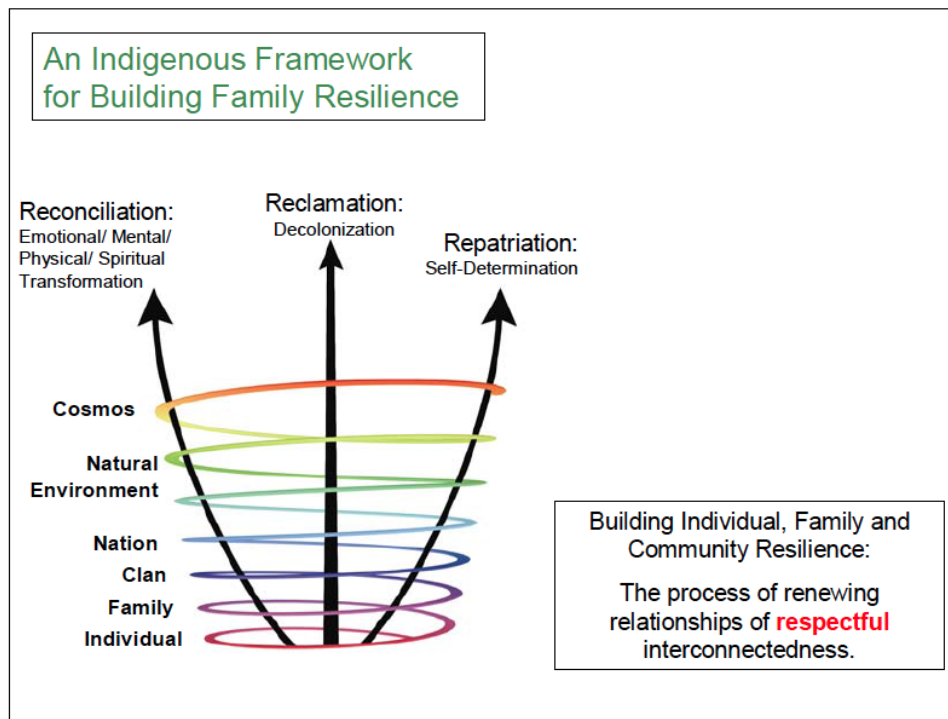 An Indigenous Framework
for Building Family Resilience
Reconciliation:
Emotional/ Mental/
Physical/ Spiritual
Transformation
Reclamation:
Decolonization
Repatriation:
Self-Determination
Cosmos
Natural
Environment
Nation
Clan
Family
Individual
Building Individual, Family and
Community Resilience:
The process of renewing
relationships of respectful
interconnectedness.